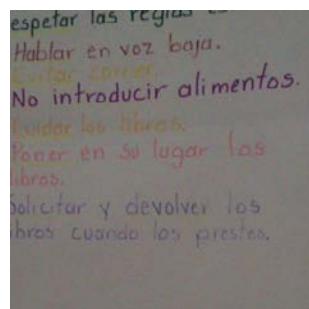 espetar las reglas
Hablar en voz baja.
Evitar correr.
No introducir alimentos.
Cuidar los libros.
Poner en su lugar los
libros.
Solicitar y devolver los
ibros cuando los prestes.